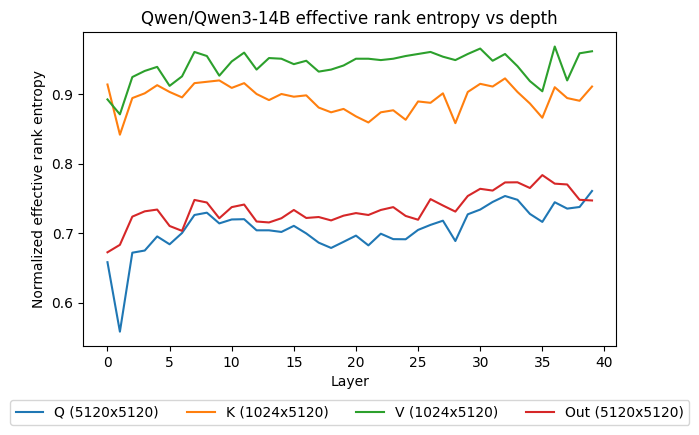 Qwen/Qwen3-14B effective rank entropy vs depth
Normalized effective rank entropy
0.9
0.8
0.7
0.6
0 5 10 15 20 25 30 35 40
Layer
Q (5120x5120) K (1024x5120) V (1024x5120) Out (5120x5120)